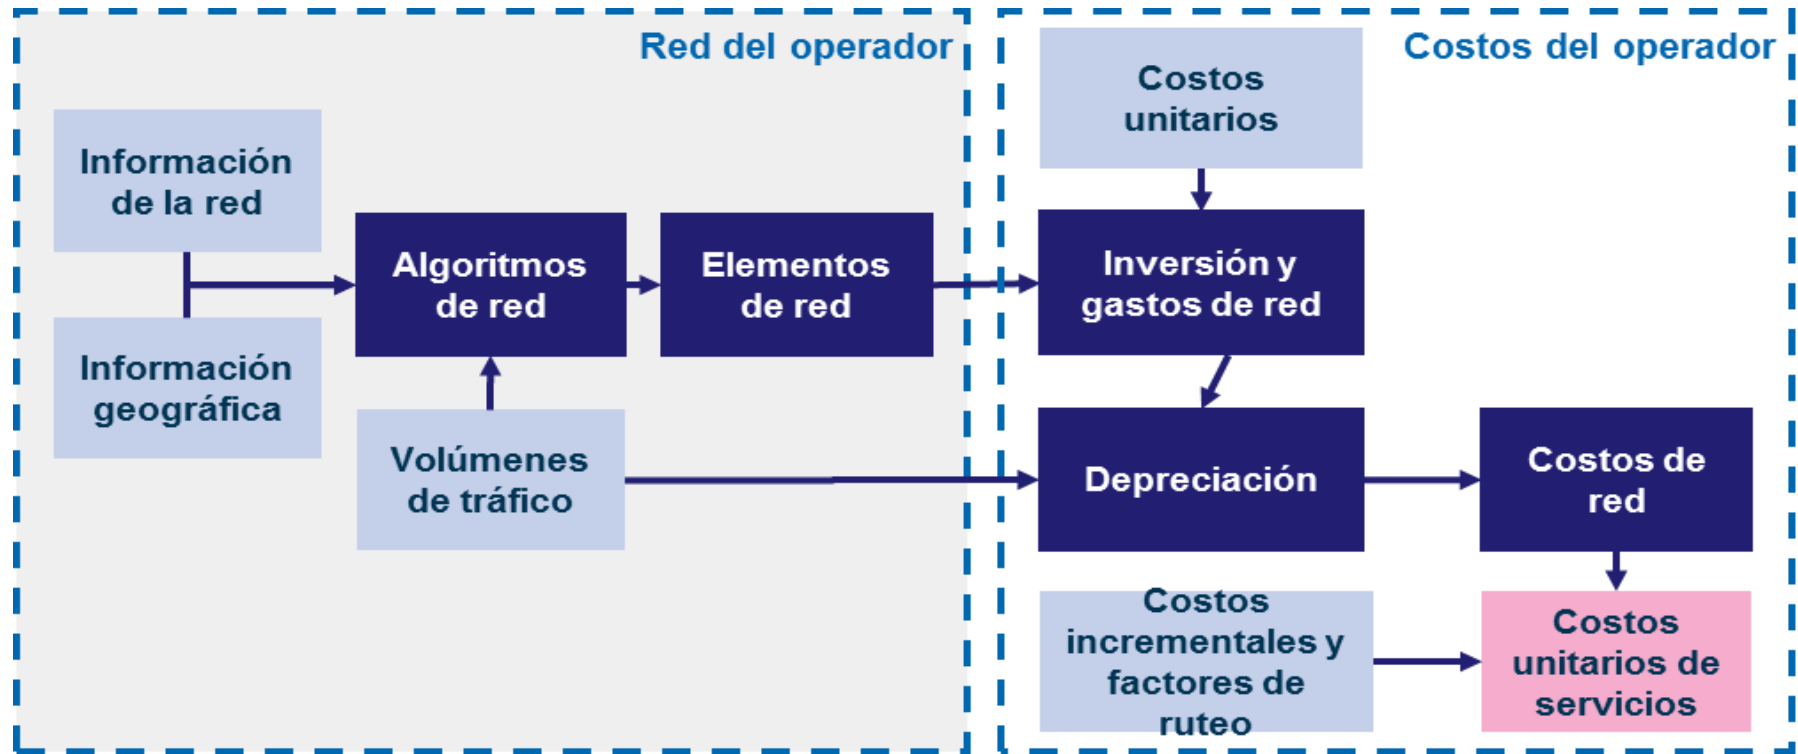 Red del operador
Información
de la red
Información
geográfica
Algoritmos
de red
Elementos
de red
Volúmenes
de tráfico
Costos del operador
Costos
unitarios
Inversión y
gastos de red
Depreciación
Costos de
red
Costos
incrementales y
factores de
ruteo
Costos
unitarios de
servicios